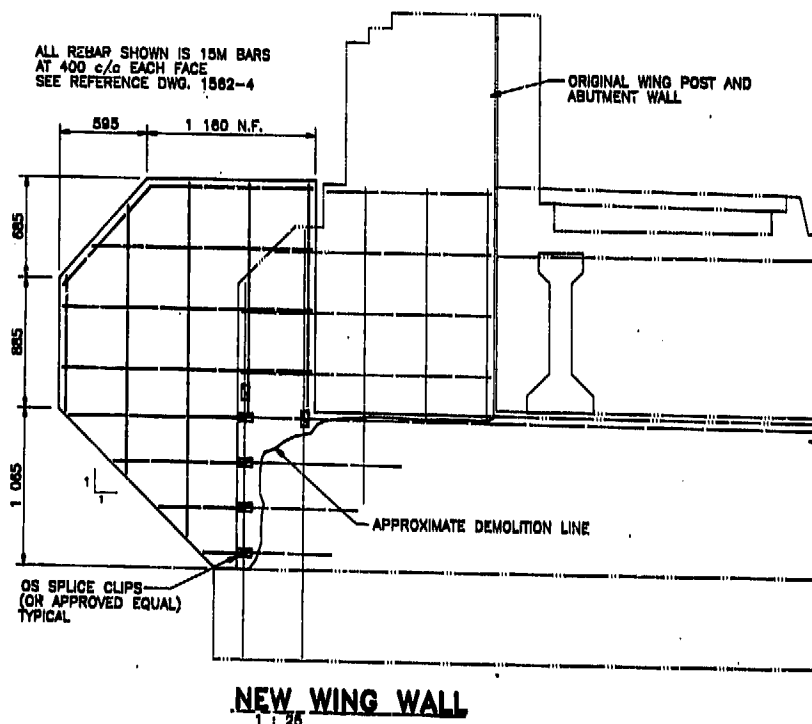 ALL REBAR SHOWN IS 15M BARS
AT 400 c/c EACH FACE
SEE REFERENCE DWG. 1562-4
ORIGINAL WING POST AND
ABUTMENT WALL
595
1 160 N.F.
685
885
1 065
1
1
APPROXIMATE DEMOLITION LINE
QS SPLICE CLIPS
(OR APPROVED EQUAL)
TYPICAL
NEW WING WALL
1 : 25